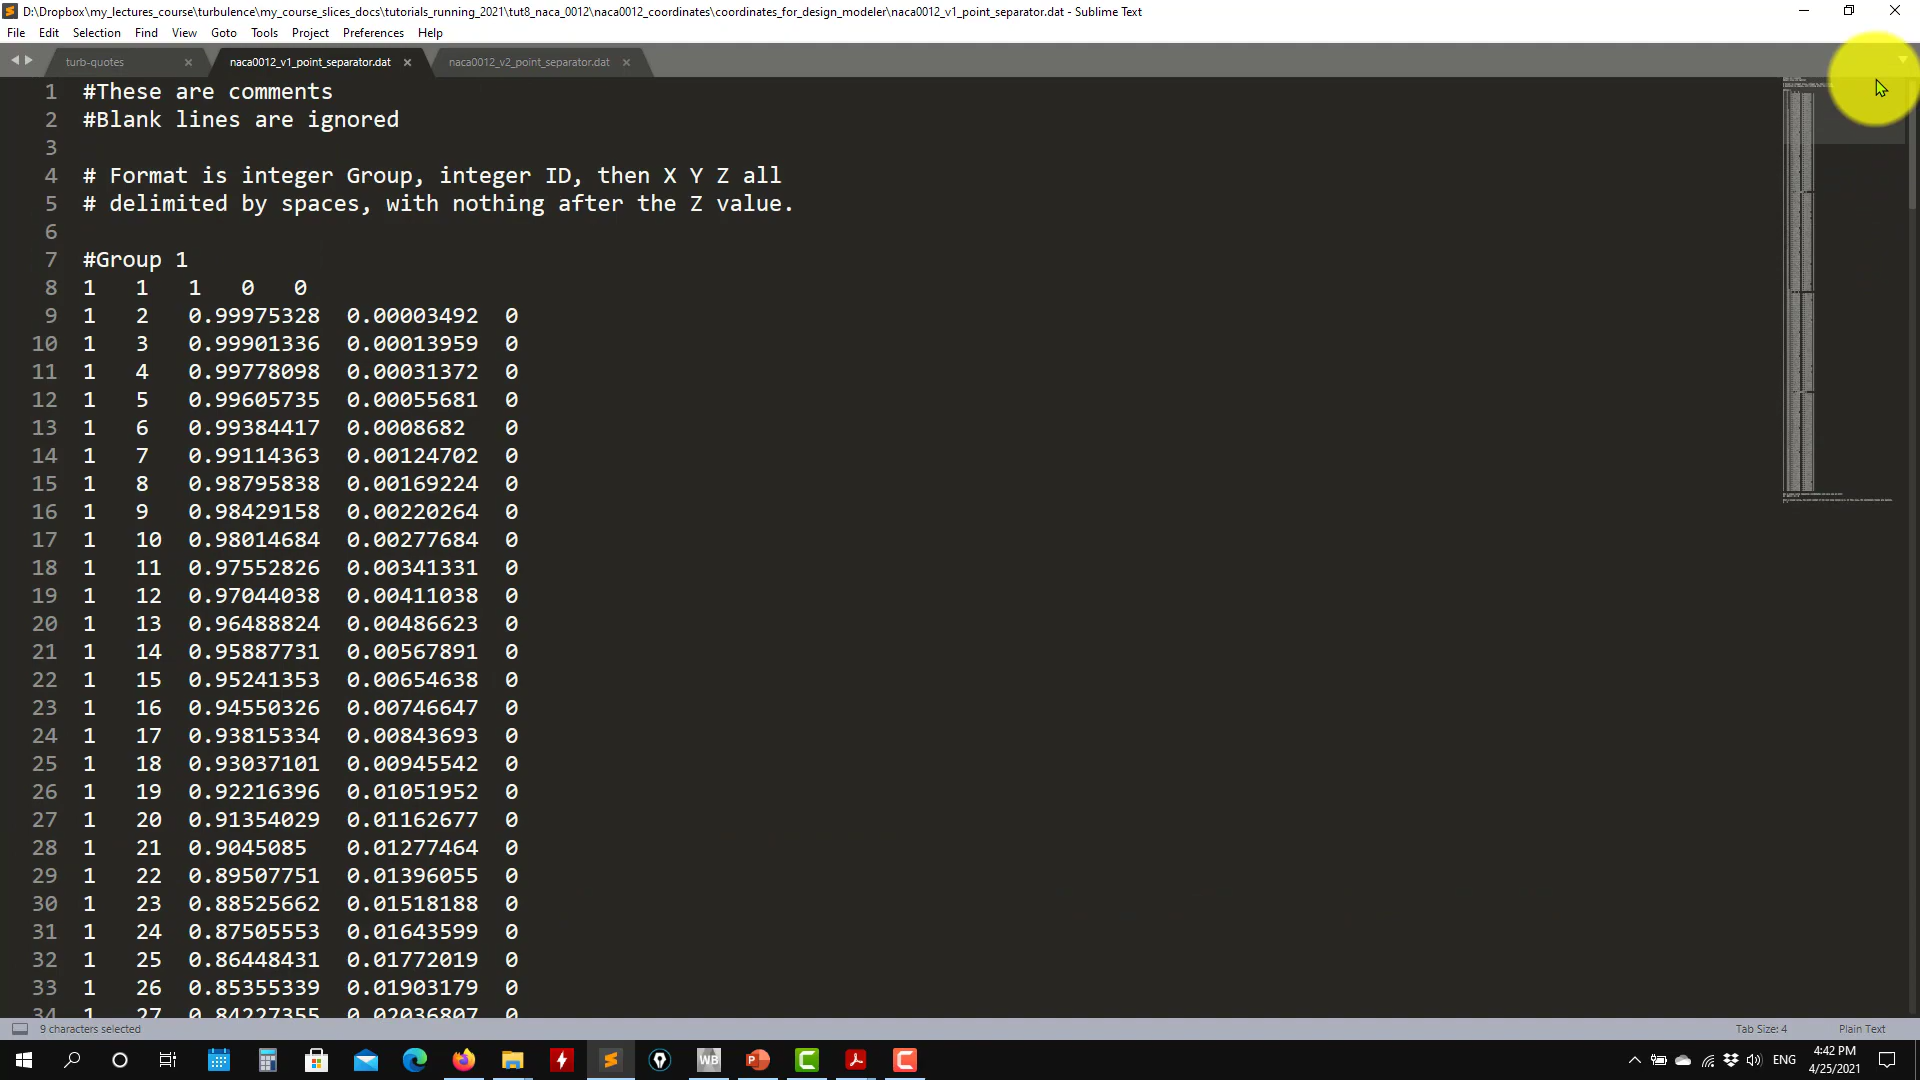 D:\Dropbox\my_lectures_course\turbulence\my_course_slices_docs\tutorials_running_2021\tut8_naca_0012\naca0012_coordinates\coordinates_for_design_modeler\naca0012_v1_point_separator.dat - Sublime Text
File Edit Selection Find View Goto Tools Project Preferences Help
turb-quotes naca0012_v1_point_separator.dat naca0012_v2_point_separator.dat
1 #These are comments
2 #Blank lines are ignored
3
4 # Format is integer Group, integer ID, then X Y Z all
5 # delimited by spaces, with nothing after the Z value.
6
7 #Group 1
8 1 1 1 0 0
9 1 2 0.99975328 0.00003492 0
10 1 3 0.99901336 0.00013959 0
11 1 4 0.99778098 0.00031372 0
12 1 5 0.99605735 0.00055681 0
13 1 6 0.99384417 0.0008682 0
14 1 7 0.99114363 0.00124702 0
15 1 8 0.98795838 0.00169224 0
16 1 9 0.98429158 0.00220264 0
17 1 10 0.98014684 0.00277684 0
18 1 11 0.97552826 0.00341331 0
19 1 12 0.97044038 0.00411038 0
20 1 13 0.96488824 0.00486623 0
21 1 14 0.95887731 0.00567891 0
22 1 15 0.95241353 0.00654638 0
23 1 16 0.94550326 0.00746647 0
24 1 17 0.93815334 0.00843693 0
25 1 18 0.93037101 0.00945542 0
26 1 19 0.92216396 0.01051952 0
27 1 20 0.91354029 0.01162677 0
28 1 21 0.9045085 0.01277464 0
29 1 22 0.89507751 0.01396055 0
30 1 23 0.88525662 0.01518188 0
31 1 24 0.87505553 0.01643599 0
32 1 25 0.86448431 0.01772019 0
33 1 26 0.85355339 0.01903179 0
34 1 27 0.84227355 0.02036807 0
9 characters selected Tab Size: 4 Plain Text
WB ENG 4:42 PM
4/25/2021